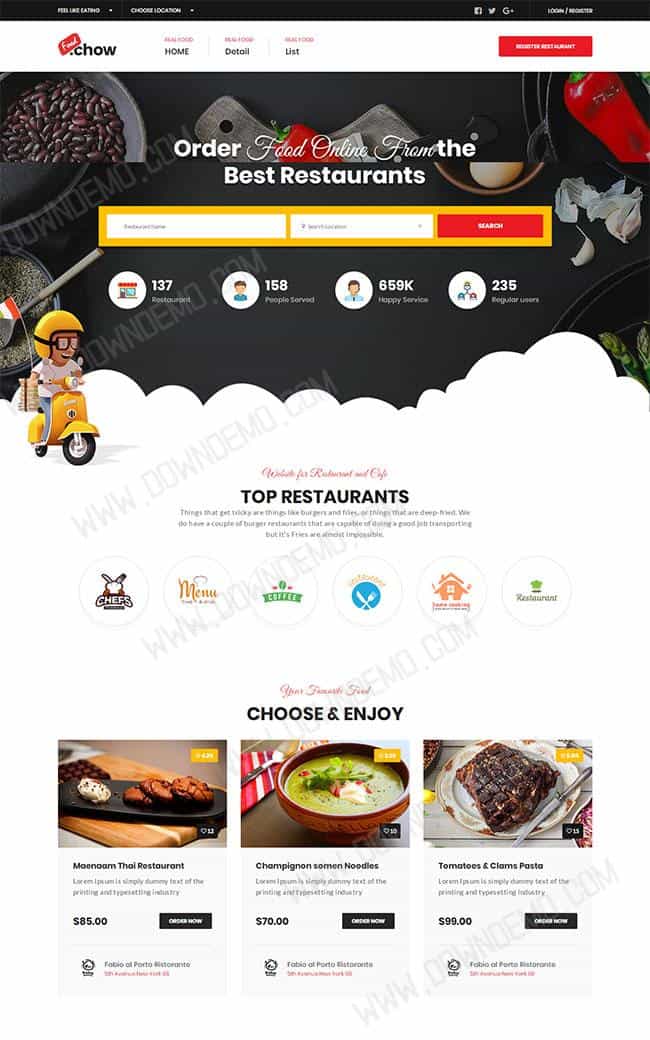 FEEL LIKE EATING
CHOOSE LOCATION
LOGIN / REGISTER
Food
chow
REAL FOOD
HOME
REAL FOOD
Detail
REAL FOOD
List
REGISTER RESTAURANT
Order Food Online From the
Best Restaurants
Restaurant Name
Search Location
SEARCH
137
Restaurant
158
People Served
659K
Happy Service
235
Regular users
Website for Restaurant and Cafe
TOP RESTAURANTS
Things that get tricky are things like burgers and fries, or things that are deep-fried. We
do have a couple of burger restaurants that are capable of doing a good job transporting
but it's Fries are almost impossible.
CHEFS
Menu
COFFEE
restaurant
home cooking
Restaurant
Your Favourite Food
CHOOSE & ENJOY
12
10
15
Maenaam Thai Restaurant
Lorem Ipsum is simply dummy text of the
printing and typesetting industry
$85.00
ORDER NOW
Fabio al Porto Ristorante
5th Avenue New York 68
Champignon somen Noodles
Lorem Ipsum is simply dummy text of the
printing and typesetting industry
$70.00
ORDER NOW
Fabio al Porto Ristorante
5th Avenue New York 68
Tomatoes & Clams Pasta
Lorem Ipsum is simply dummy text of the
printing and typesetting industry
$99.00
ORDER NOW
Fabio al Porto Ristorante
5th Avenue New York 68
WWW.DOWNDEMO.COM